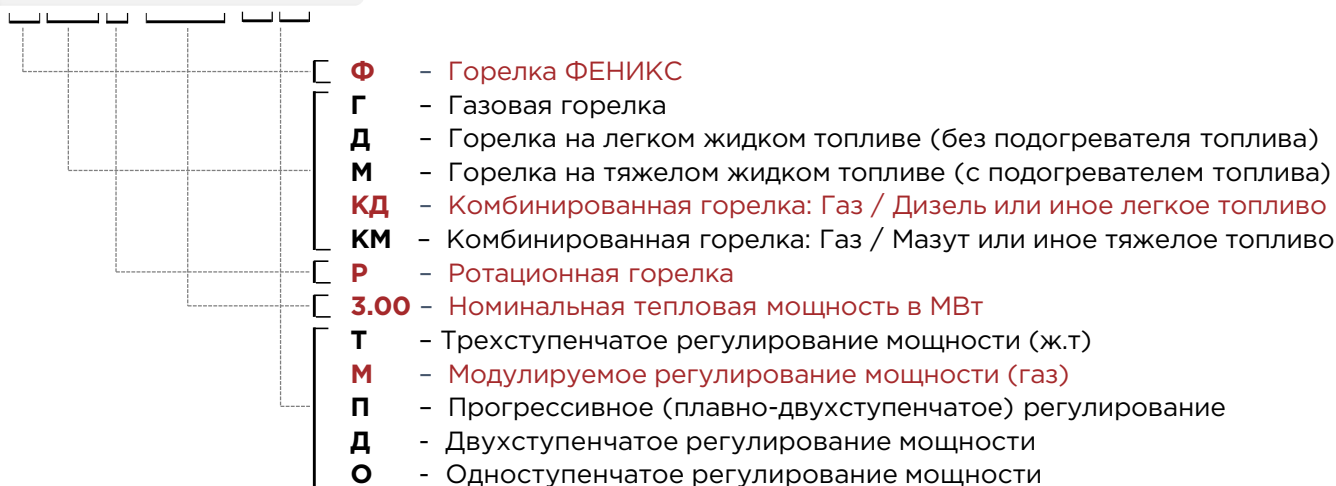 Ф – Горелка ФЕНИКС
Г – Газовая горелка
Д – Горелка на легком жидком топливе (без подогревателя топлива)
М – Горелка на тяжелом жидком топливе (с подогревателем топлива)
КД – Комбинированная горелка: Газ / Дизель или иное легкое топливо
КМ – Комбинированная горелка: Газ / Мазут или иное тяжелое топливо
Р – Ротационная горелка
3.00 – Номинальная тепловая мощность в МВт
Т – Трехступенчатое регулирование мощности (ж.т)
М – Модулируемое регулирование мощности (газ)
П – Прогрессивное (плавно-двухступенчатое) регулирование
Д - Двухступенчатое регулирование мощности
О - Одноступенчатое регулирование мощности